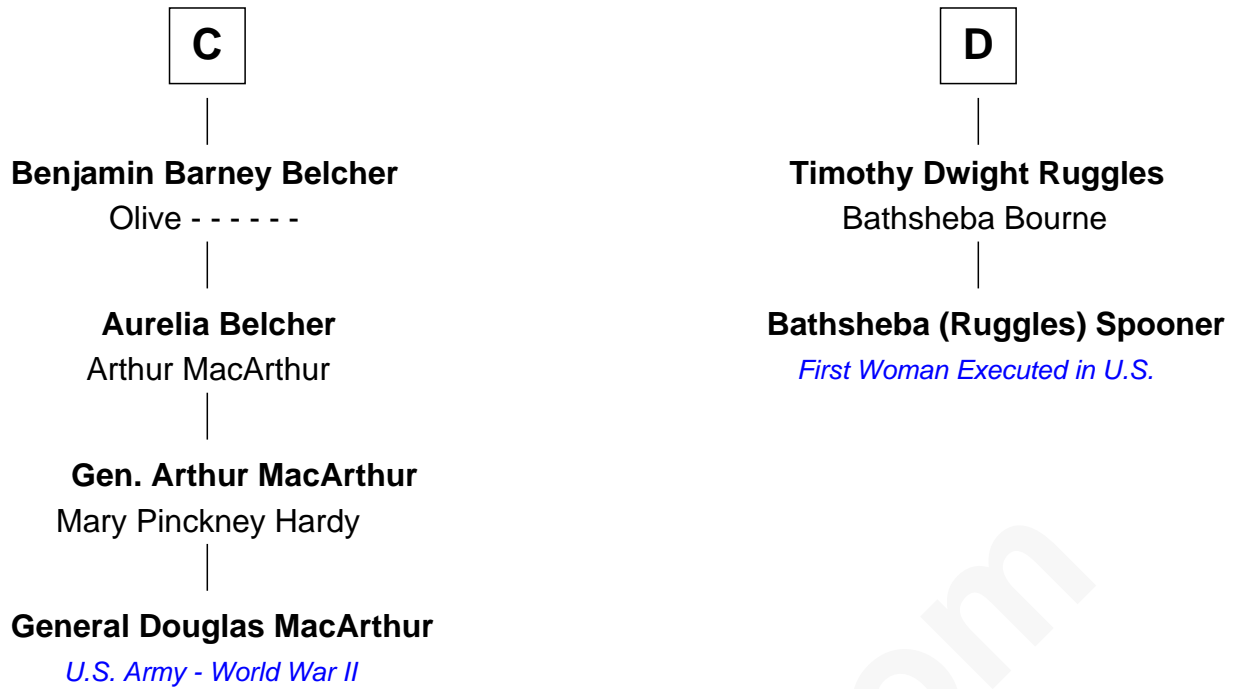 C
Benjamin Barney Belcher
Olive - - - - - -
Aurelia Belcher
Arthur MacArthur
Gen. Arthur MacArthur
Mary Pinckney Hardy
General Douglas MacArthur
U.S. Army - World War II
D
Timothy Dwight Ruggles
Bathsheba Bourne
Bathsheba (Ruggles) Spooner
First Woman Executed in U.S.
om